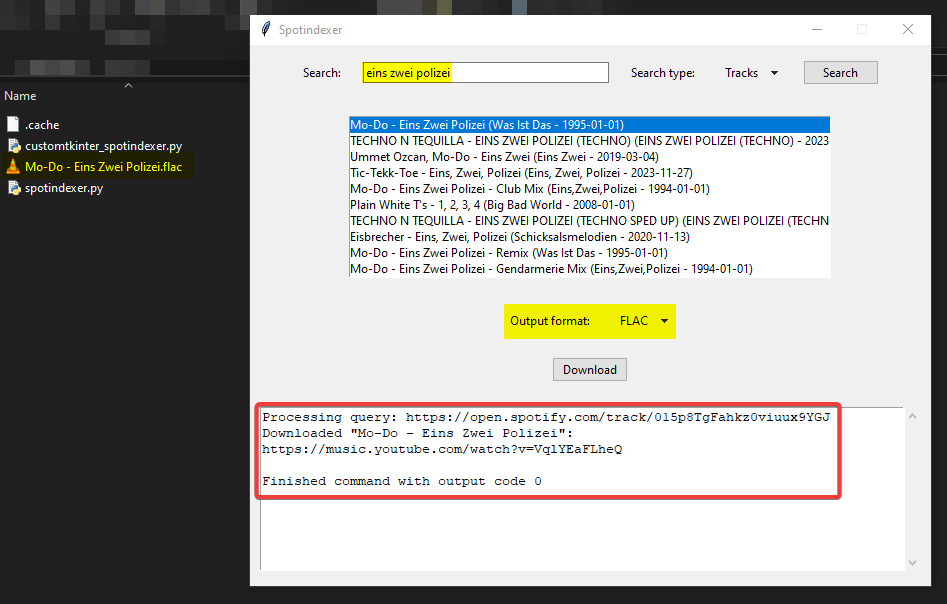 Spotindexer
Search:
eins zwei polizei
Search type:
Tracks
Search
Name
.cache
customtkinter_spotindexer.py
Mo-Do - Eins Zwei Polizei.flac
spotindexer.py
Mo-Do - Eins Zwei Polizei (Was Ist Das - 1995-01-01)
TECHNO N TEQUILLA - EINS ZWEI POLIZEI (TECHNO) (EINS ZWEI POLIZEI (TECHNO) - 2023
Ummet Ozcan, Mo-Do - Eins Zwei (Eins Zwei - 2019-03-04)
Tic-Tekk-Toe - Eins, Zwei, Polizei (Eins, Zwei, Polizei - 2023-11-27)
Mo-Do - Eins Zwei Polizei - Club Mix (Eins,Zwei,Polizei - 1994-01-01)
Plain White T's - 1, 2, 3, 4 (Big Bad World - 2008-01-01)
TECHNO N TEQUILLA - EINS ZWEI POLIZEI (TECHNO SPED UP) (EINS ZWEI POLIZEI (TECHN
Eisbrecher - Eins, Zwei, Polizei (Schicksalsmelodien - 2020-11-13)
Mo-Do - Eins Zwei Polizei - Remix (Was Ist Das - 1995-01-01)
Mo-Do - Eins Zwei Polizei - Gendarmerie Mix (Eins,Zwei,Polizei - 1994-01-01)
Output format:
FLAC
Download
Processing query: https://open.spotify.com/track/0l5p8TgFahkz0viuux9YGJ
Downloaded "Mo-Do - Eins Zwei Polizei":
https://music.youtube.com/watch?v=VqlYEaFLheQ
Finished command with output code 0